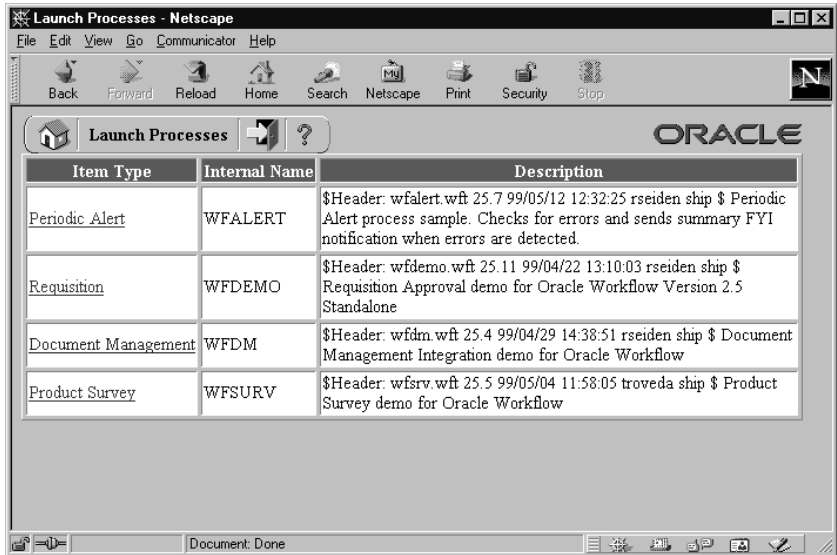 Launch Processes - Netscape
File Edit View Go Communicator Help
Back Forward Reload Home Search Netscape Print Security Stop
My
N
Launch Processes ? ORACLE
Item Type Internal Name Description
Periodic Alert WFALERT $Header: wfalert.wft 25.7 99/05/12 12:32:25 rseiden ship $ Periodic
Alert process sample. Checks for errors and sends summary FYI
notification when errors are detected.
Requisition WFDEMO $Header: wfdemo.wft 25.11 99/04/22 13:10:03 rseiden ship $
Requisition Approval demo for Oracle Workflow Version 2.5
Standalone
Document Management WFDM $Header: wfdm.wft 25.4 99/04/29 14:38:51 rseiden ship $ Document
Management Integration demo for Oracle Workflow
Product Survey WFSURV $Header: wfsrv.wft 25.5 99/05/04 11:58:05 troveda ship $ Product
Survey demo for Oracle Workflow
Document: Done